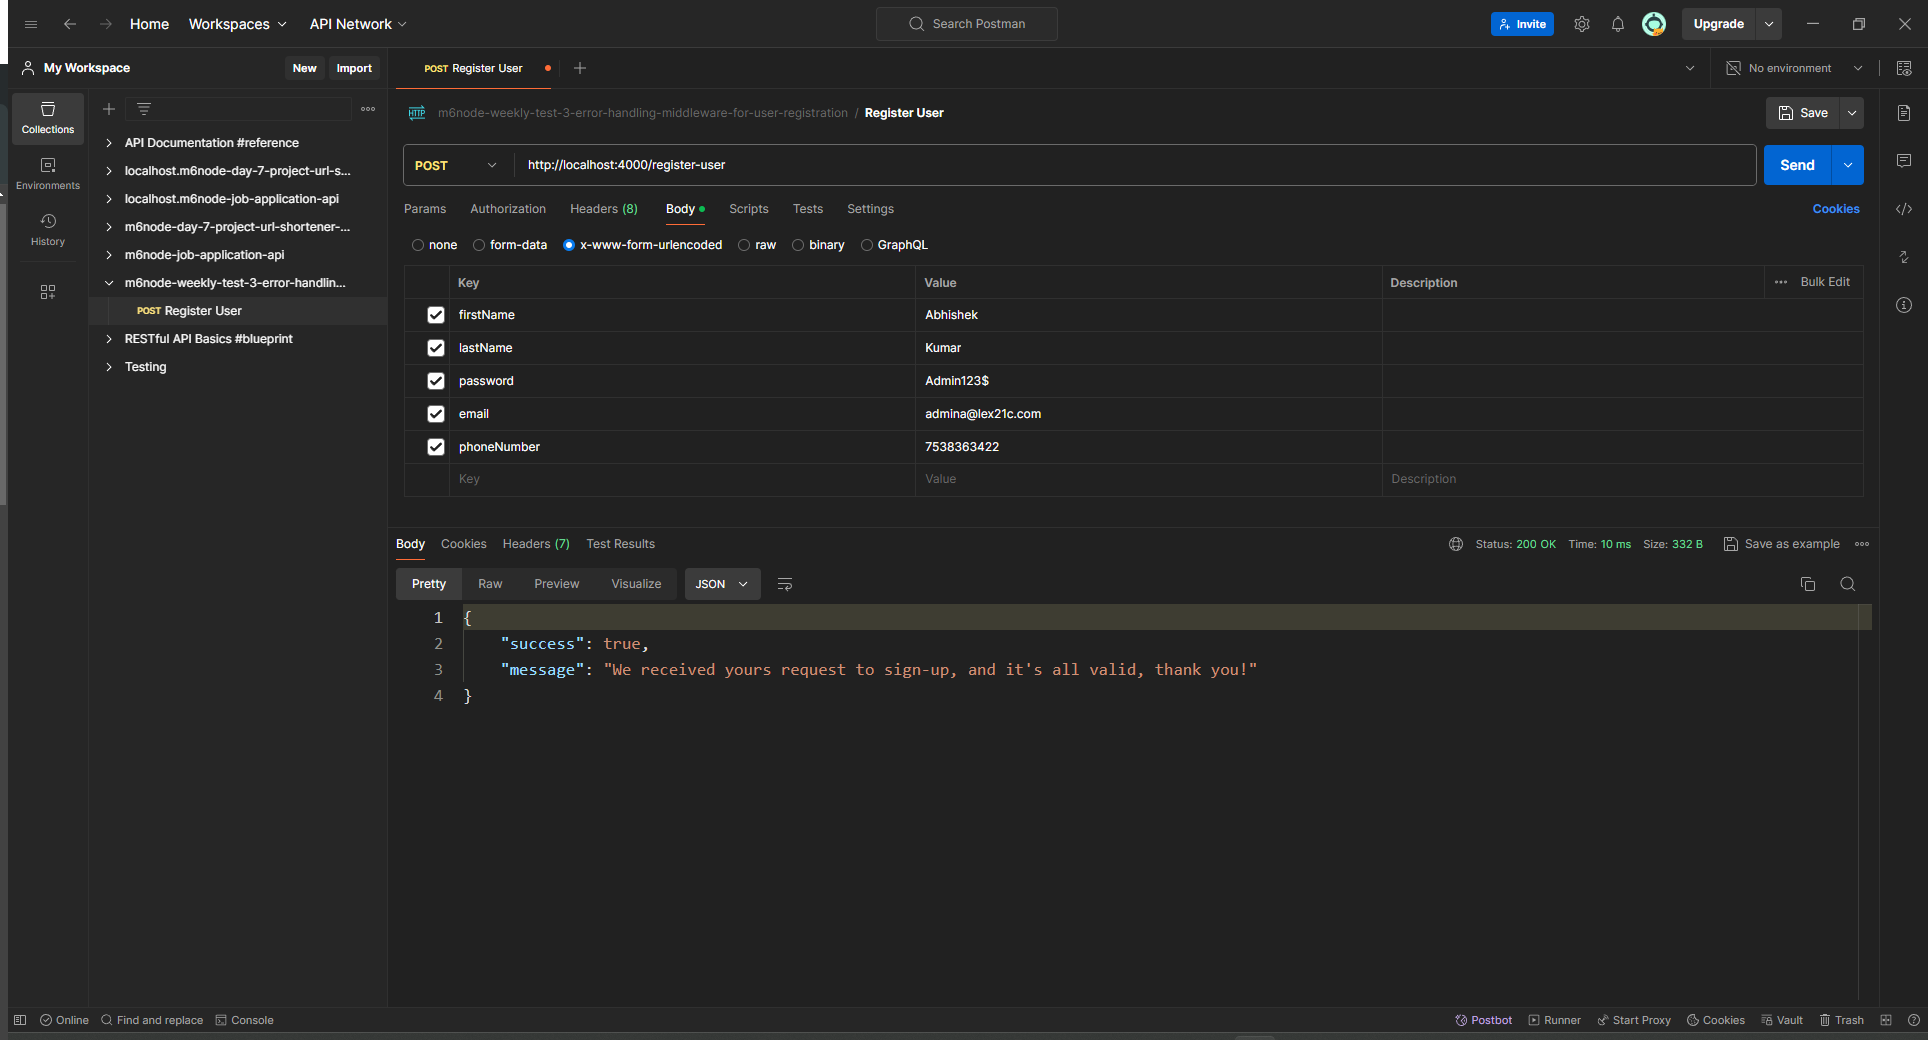 Home Workspaces API Network Search Postman Invite Upgrade
My Workspace New Import POST Register User No environment
Collections
Environments
History
API Documentation #reference
localhost.m6node-day-7-project-url-s...
localhost.m6node-job-application-api
m6node-day-7-project-url-shortener-...
m6node-job-application-api
m6node-weekly-test-3-error-handlin...
POST Register User
RESTful API Basics #blueprint
Testing
HTTP m6node-weekly-test-3-error-handling-middleware-for-user-registration / Register User Save
POST http://localhost:4000/register-user Send
Params Authorization Headers (8) Body Scripts Tests Settings Cookies
none form-data x-www-form-urlencoded raw binary GraphQL
Key Value Description Bulk Edit
firstName Abhishek
lastName Kumar
password Admin123$
email admina@lex21c.com
phoneNumber 7538363422
Key Value Description
Body Cookies Headers (7) Test Results Status: 200 OK Time: 10 ms Size: 332 B Save as example
Pretty Raw Preview Visualize JSON
1 {
2 "success": true,
3 "message": "We received yours request to sign-up, and it's all valid, thank you!"
4 }
Online Find and replace Console Postbot Runner Start Proxy Cookies Vault Trash